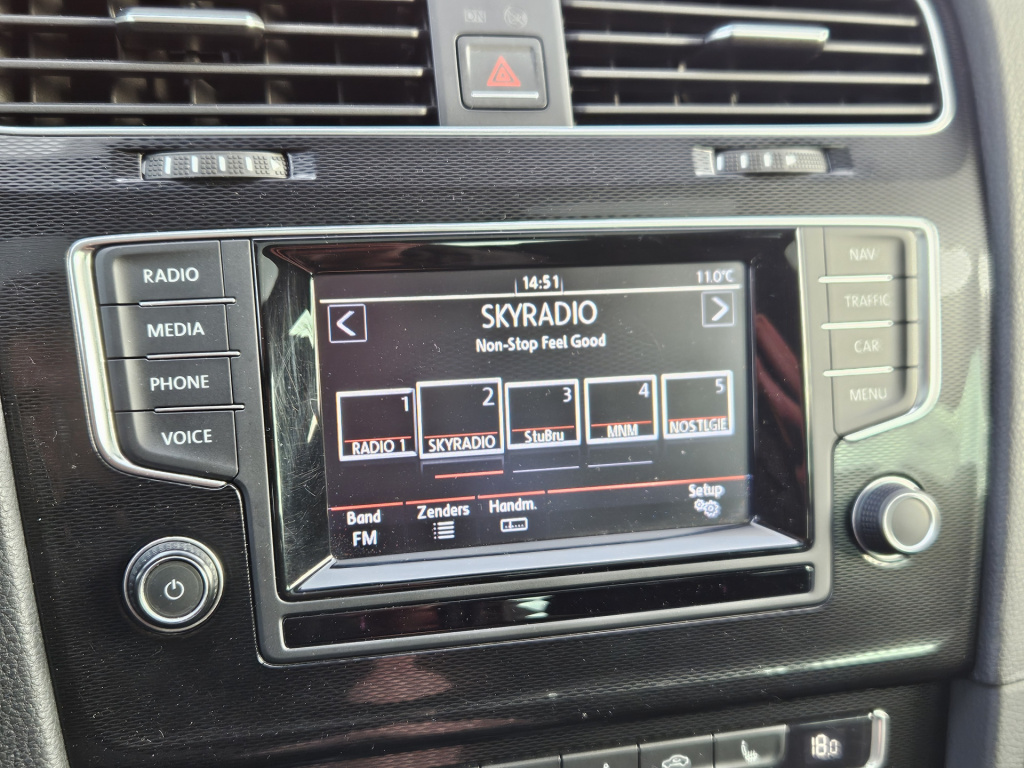 RADIO
MEDIA
PHONE
VOICE
14:51
11.0°C
SKYRADIO
Non-Stop Feel Good
1
RADIO 1
2
SKYRADIO
3
StuBru
4
MNM
5
NOSTLGIE
Band
FM
Zenders
Handm.
Setup
NAV
TRAFFIC
CAR
MENU
18.0